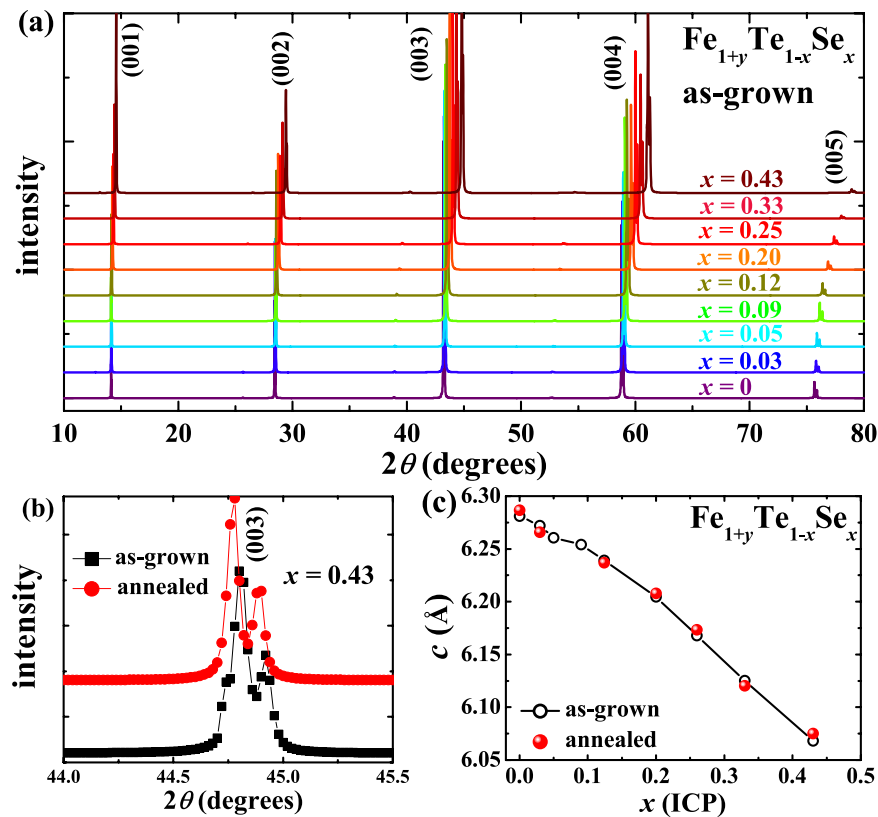 (a)
(001)
(002)
(003)
(004)
(005)
Fe1+yTe1-xSex
as-grown
x = 0.43
x = 0.33
x = 0.25
x = 0.20
x = 0.12
x = 0.09
x = 0.05
x = 0.03
x = 0
intensity
10 20 30 40 50 60 70 80
2θ (degrees)
(b)
(003)
as-grown
annealed
x = 0.43
intensity
44.0 44.5 45.0 45.5
2θ (degrees)
(c)
Fe1+yTe1-xSex
6.30
6.25
6.20
6.15
6.10
6.05
c (Å)
as-grown
annealed
0.0 0.1 0.2 0.3 0.4 0.5
x (ICP)